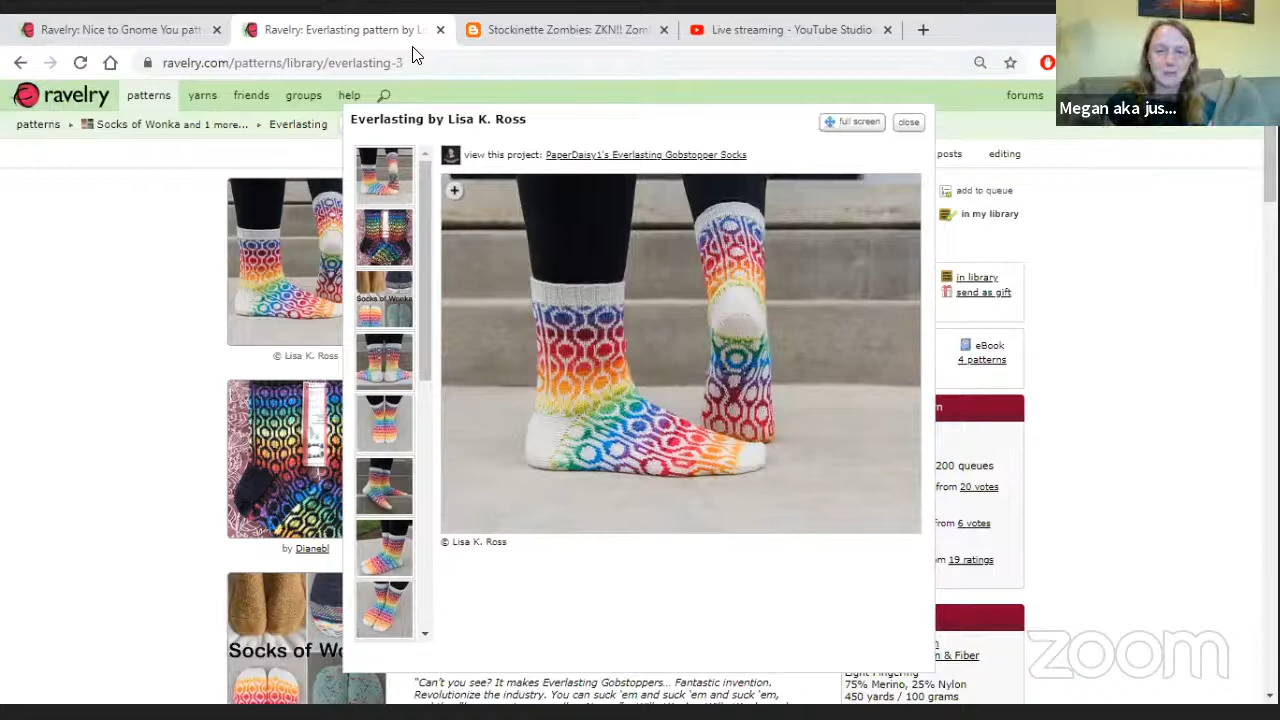 Ravelry: Nice to Gnome You pat
Ravelry: Everlasting pattern by Li
Stockinette Zombies: ZKN!! Zom
Live streaming - YouTube Studio
ravelry.com/patterns/library/everlasting-3
Megan aka jus...
ravelry
patterns
yarns
friends
groups
help
forums
patterns
Socks of Wonka and 1 more...
Everlasting
Everlasting by Lisa K. Ross
full screen
close
view this project: PaperDaisy1's Everlasting Gobstopper Socks
posts
editing
add to queue
in my library
in library
send as gift
eBook
4 patterns
© Lisa K. Ross
by Dianebl
Socks of Wonka
© Lisa K. Ross
200 queues
from 20 votes
from 6 votes
19 ratings
Socks of Wo
zoom
& Fiber
75% Merino, 25% Nylon
450 yards / 100 grams
"Can't you see? It makes Everlasting Gobstoppers... Fantastic invention.
Revolutionize the industry. You can suck 'em and suck 'em and suck 'em,